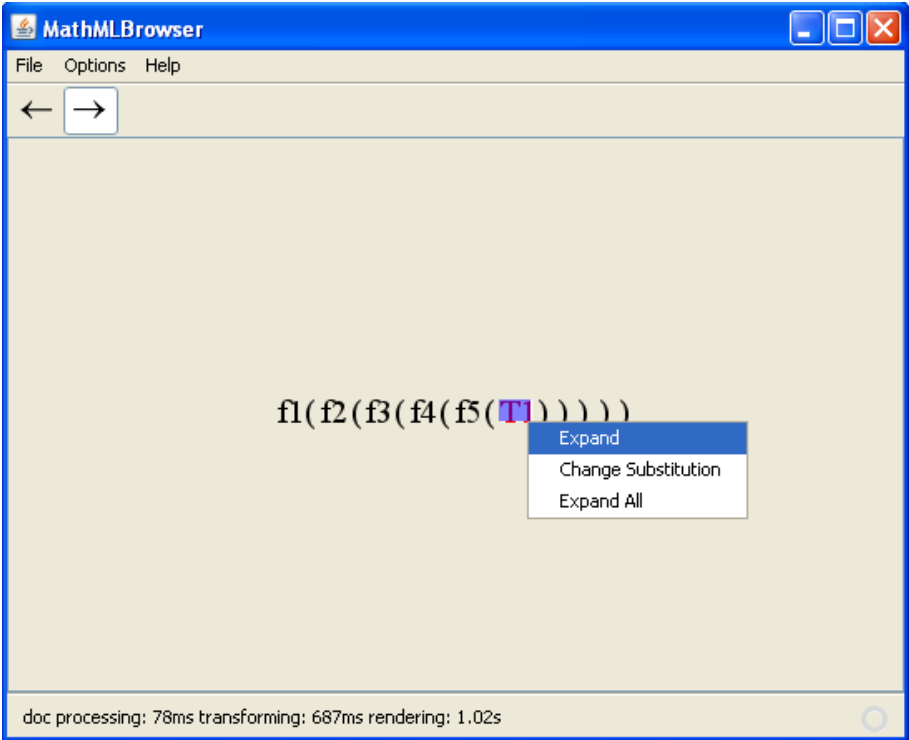 MathMLBrowser
File Options Help
← →
f1(f2(f3(f4(f5(T1)))))
Expand
Change Substitution
Expand All
doc processing: 78ms transforming: 687ms rendering: 1.02s